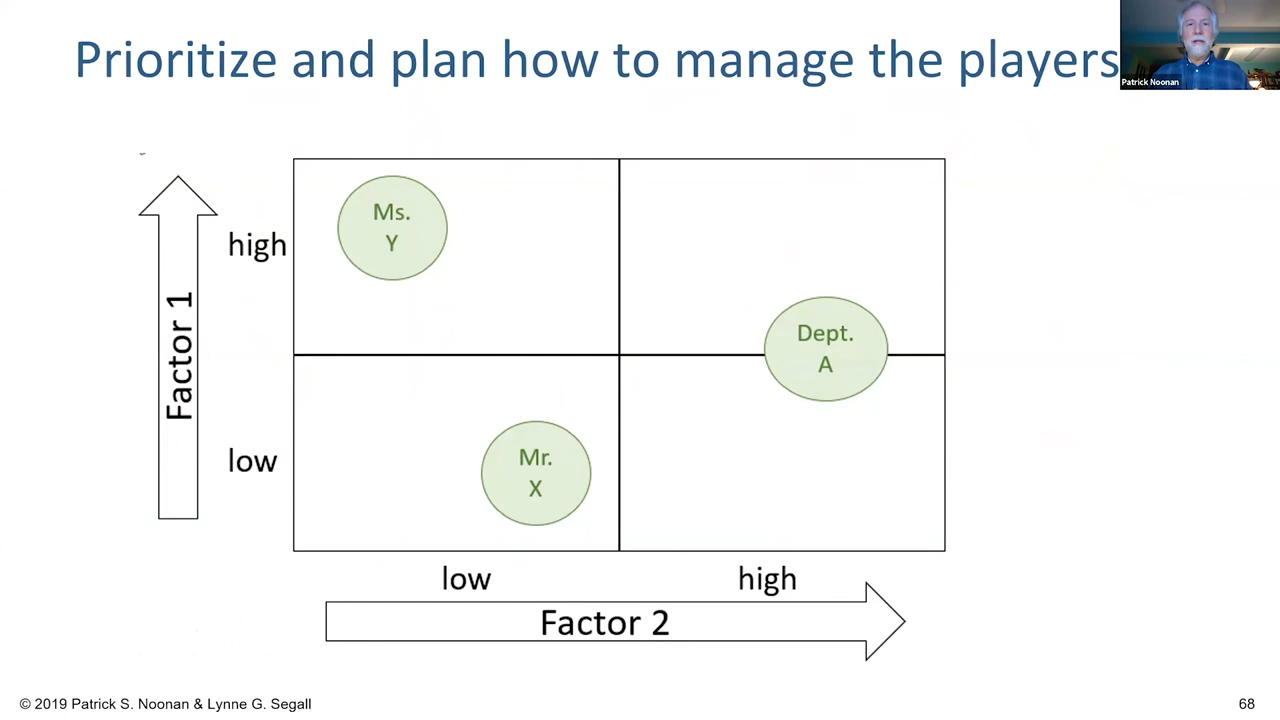 Prioritize and plan how to manage the players
Patrick Noonan
Ms.
Y
high
Dept.
A
Factor 1
low
Mr.
X
low
high
Factor 2
© 2019 Patrick S. Noonan & Lynne G. Segall
68